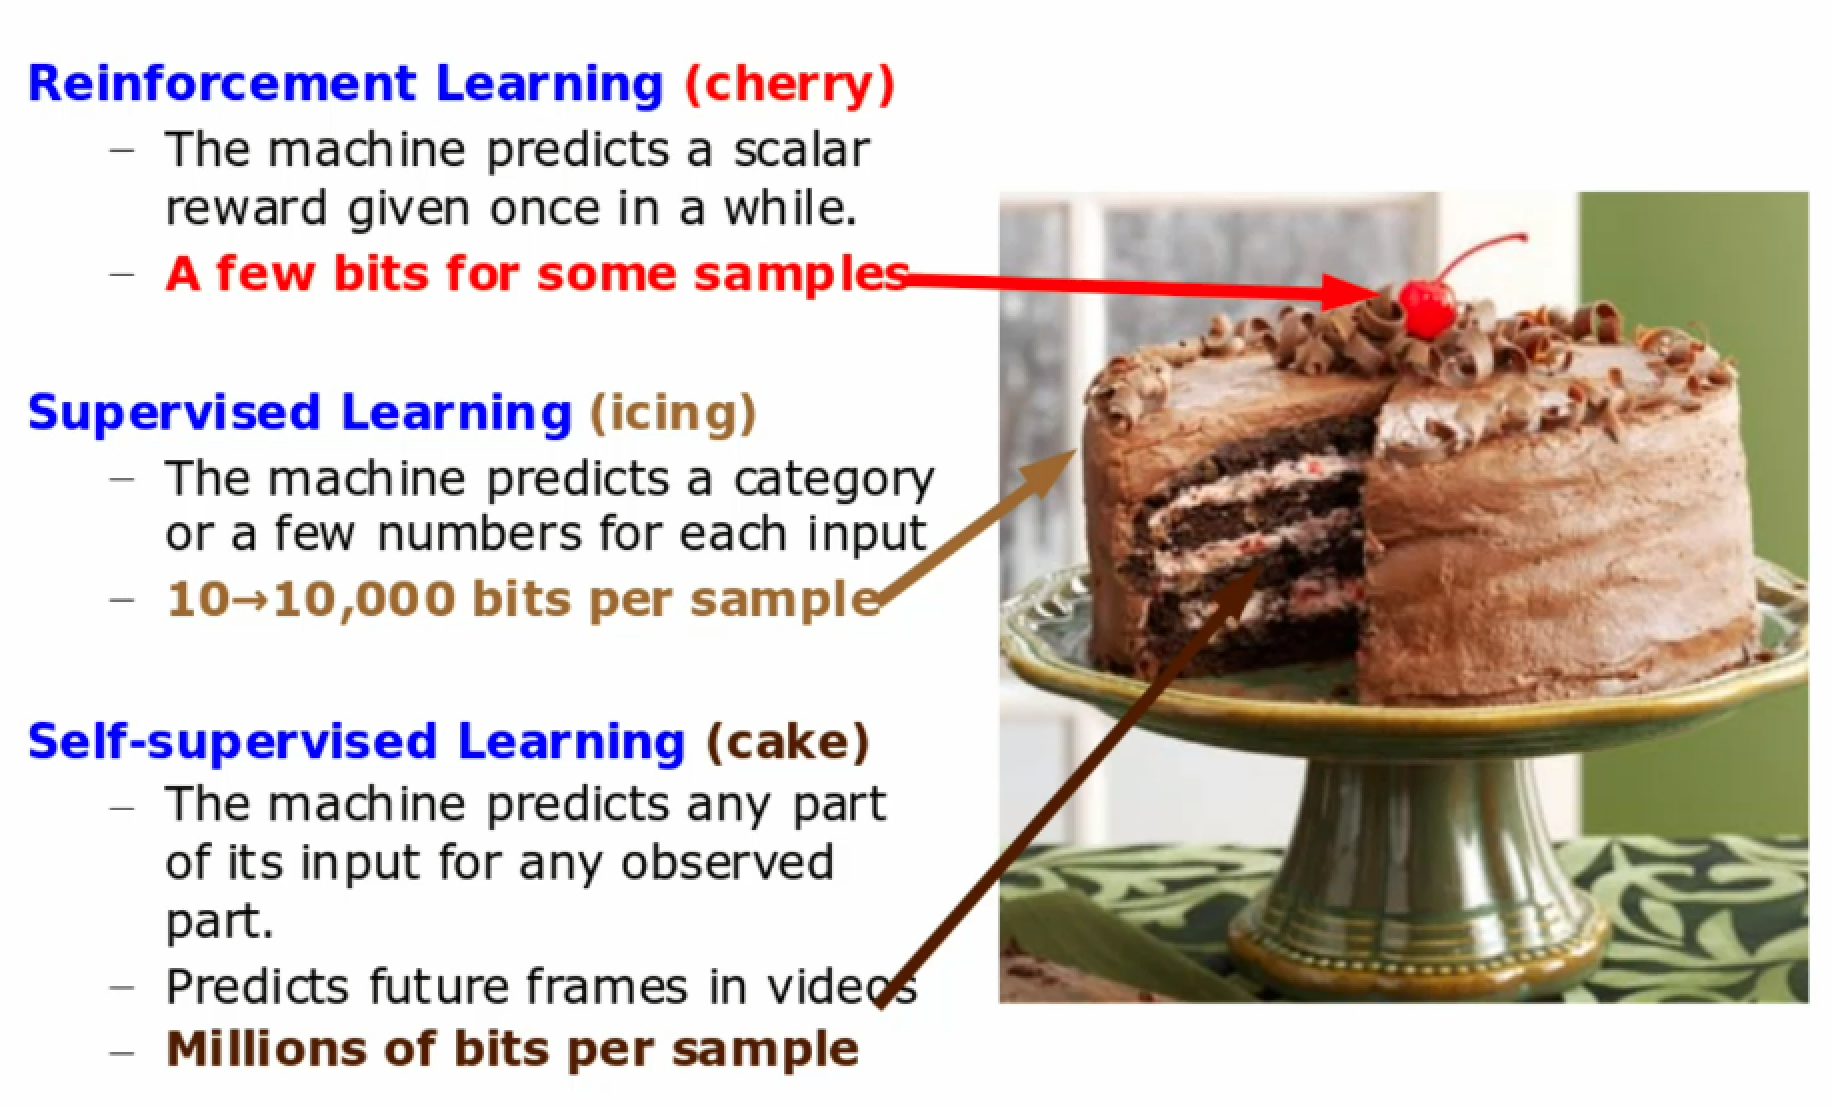 Reinforcement Learning (cherry)
– The machine predicts a scalar
reward given once in a while.
– A few bits for some samples
Supervised Learning (icing)
– The machine predicts a category
or a few numbers for each input
– 10→10,000 bits per sample
Self-supervised Learning (cake)
– The machine predicts any part
of its input for any observed
part.
– Predicts future frames in videos
– Millions of bits per sample